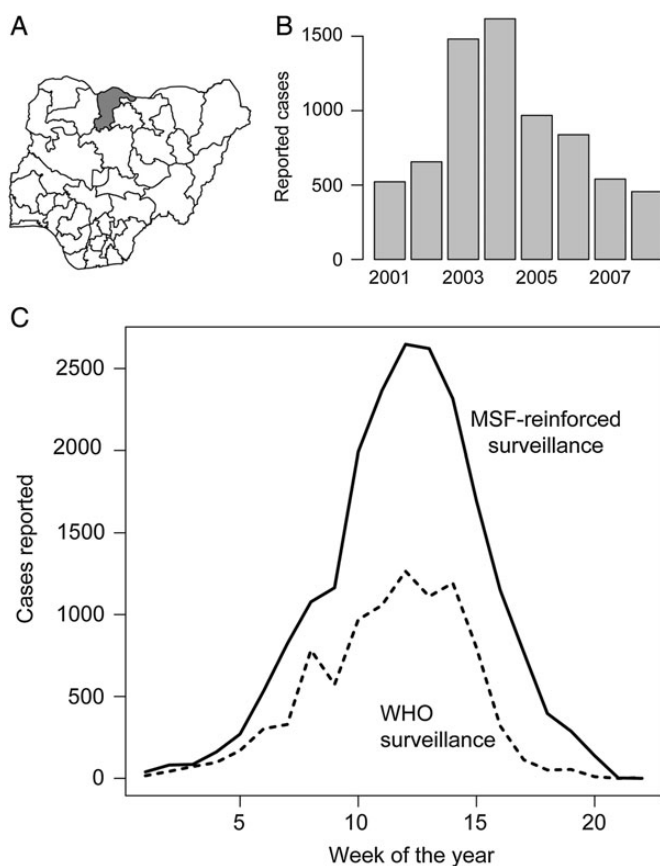 A
B
Reported cases
1500
1000
500
0
2001
2003
2005
2007
C
Cases reported
2500
2000
1500
1000
500
0
MSF-reinforced
surveillance
WHO
surveillance
5
10
15
20
Week of the year